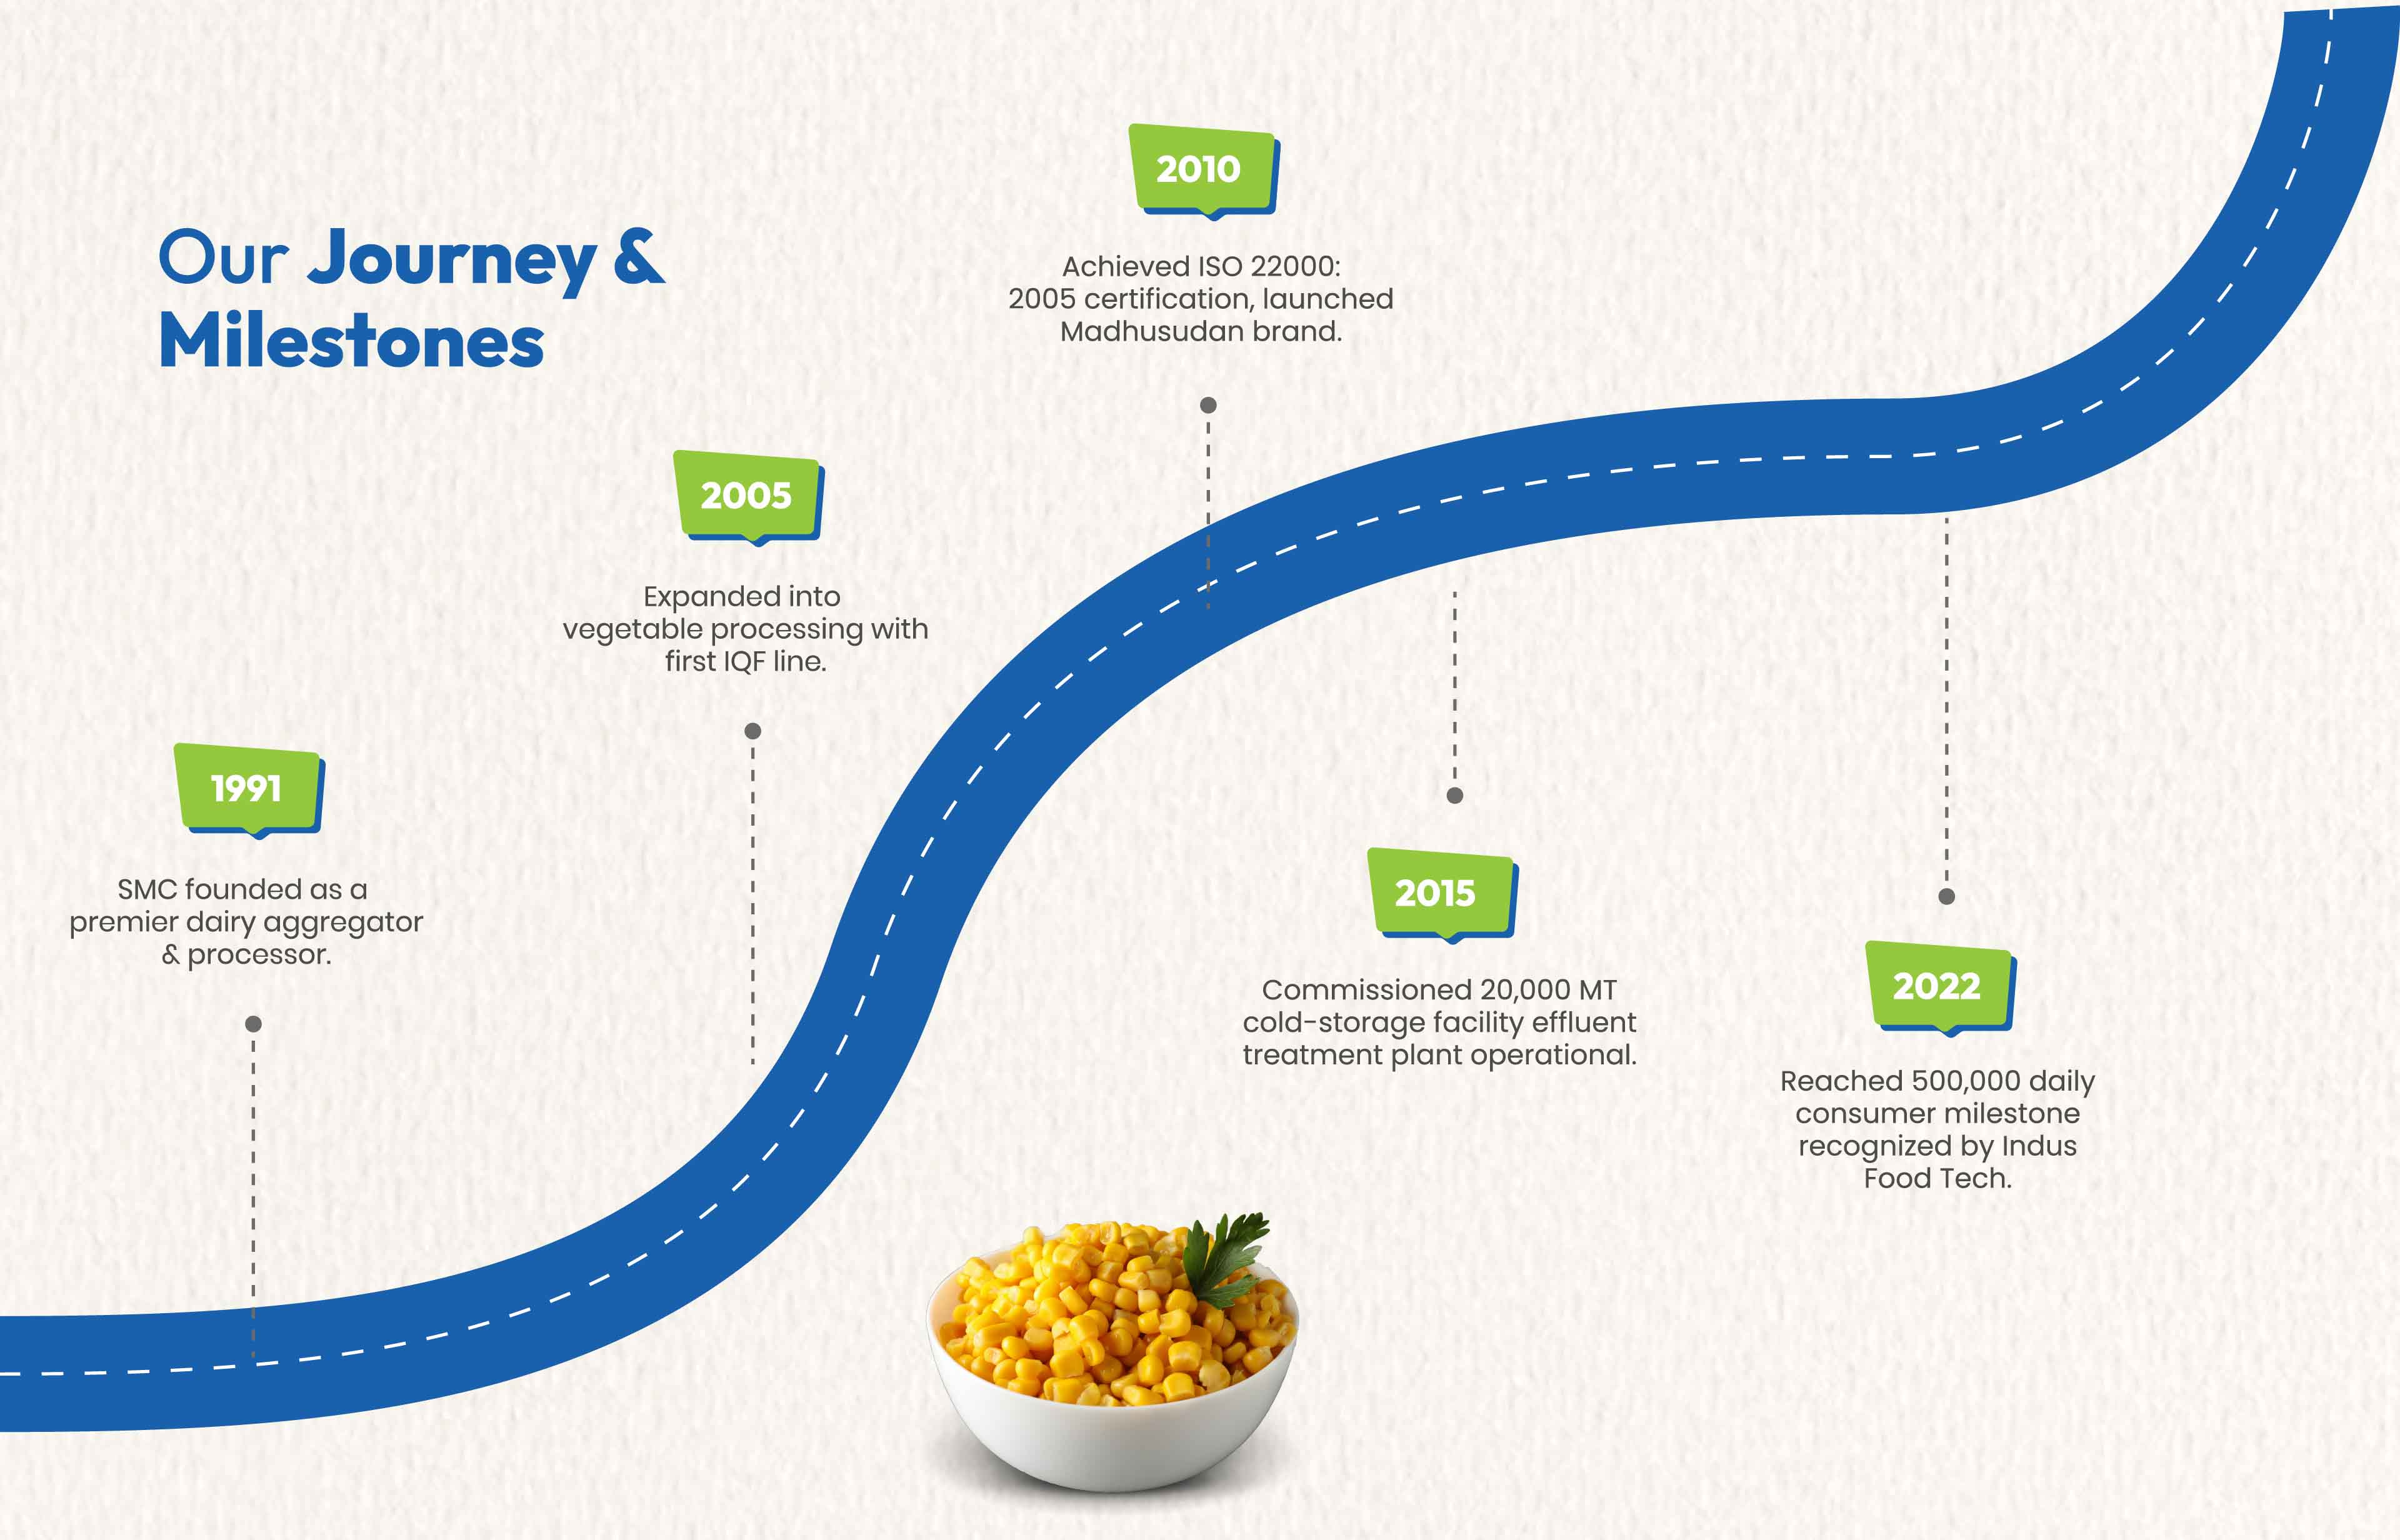 Our Journey &
Milestones
1991
SMC founded as a
premier dairy aggregator
& processor.
2005
Expanded into
vegetable processing with
first IQF line.
2010
Achieved ISO 22000:
2005 certification, launched
Madhusudan brand.
2015
Commissioned 20,000 MT
cold-storage facility effluent
treatment plant operational.
2022
Reached 500,000 daily
consumer milestone
recognized by Indus
Food Tech.